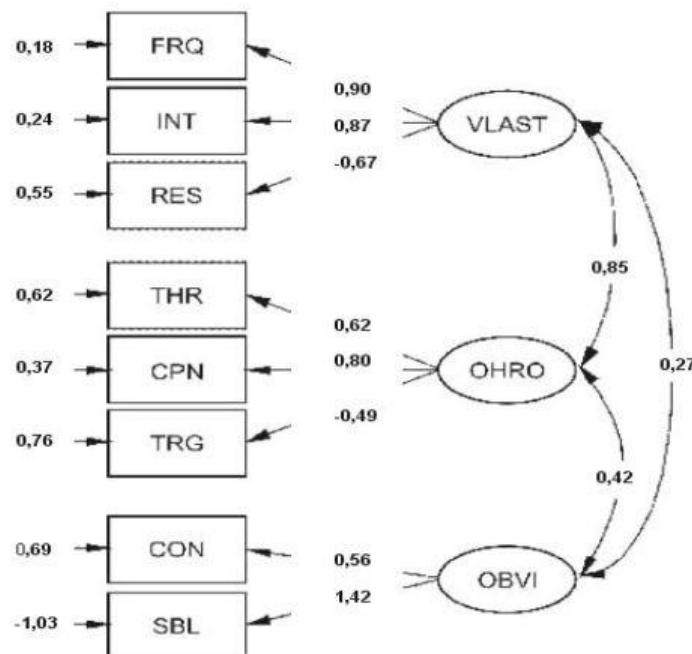 0,18 FRQ
0,90
0,24 INT 0,87 VLAST
-0,67
0,55 RES
0,85
0,62 THR
0,62
0,37 CPN 0,80 OHRO 0,27
-0,49
0,76 TRG
0,42
0,69 CON 0,56
OBVI
1,42
-1,03 SBL